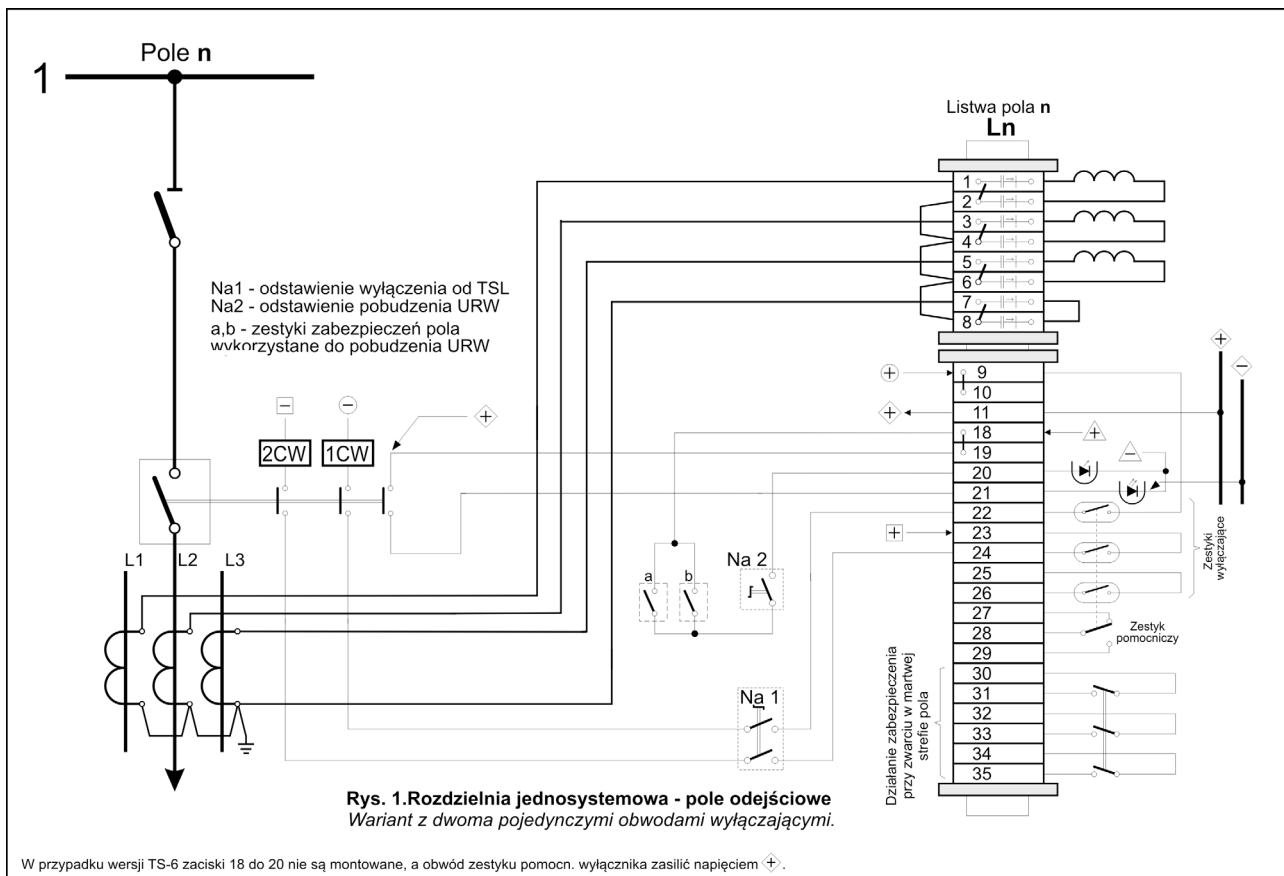 Pole n
1
Listwa pola n
Ln
1
2
3
4
5
6
7
8
9
10
11
18
19
20
21
22
23
24
25
26
27
28
29
30
31
32
33
34
35
Na1 - odstawienie wyłączenia od TSL
Na2 - odstawienie pobudzenia URW
a,b - zestyki zabezpieczeń pola
wykorzystane do pobudzenia URW
2CW
1CW
L1
L2
L3
a
b
Na 2
Na 1
Zestyki
wyłączające
Zestyk
pomocniczy
Działanie zabezpieczenia
przy zwarciu w martwej
strefie pola
Rys. 1.Rozdzielnia jednosystemowa - pole odejściowe
Wariant z dwoma pojedynczymi obwodami wyłączającymi.
W przypadku wersji TS-6 zaciski 18 do 20 nie są montowane, a obwód zestyku pomocn. wyłącznika zasilić napięciem + .